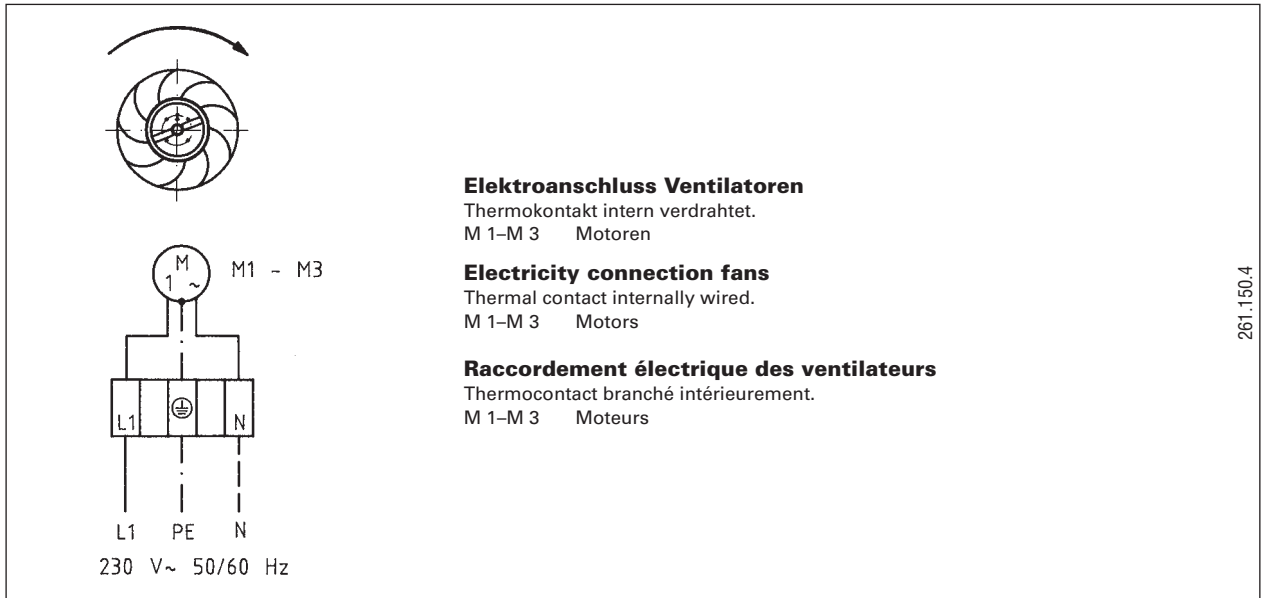 Elektroanschluss Ventilatoren
Thermokontakt intern verdrahtet.
M 1–M 3 Motoren
Electricity connection fans
Thermal contact internally wired.
M 1–M 3 Motors
Raccordement électrique des ventilateurs
Thermocontact branché intérieurement.
M 1–M 3 Moteurs
M
1 ~
M1 ~ M3
L1
N
L1 PE N
230 V~ 50/60 Hz
261.150.4